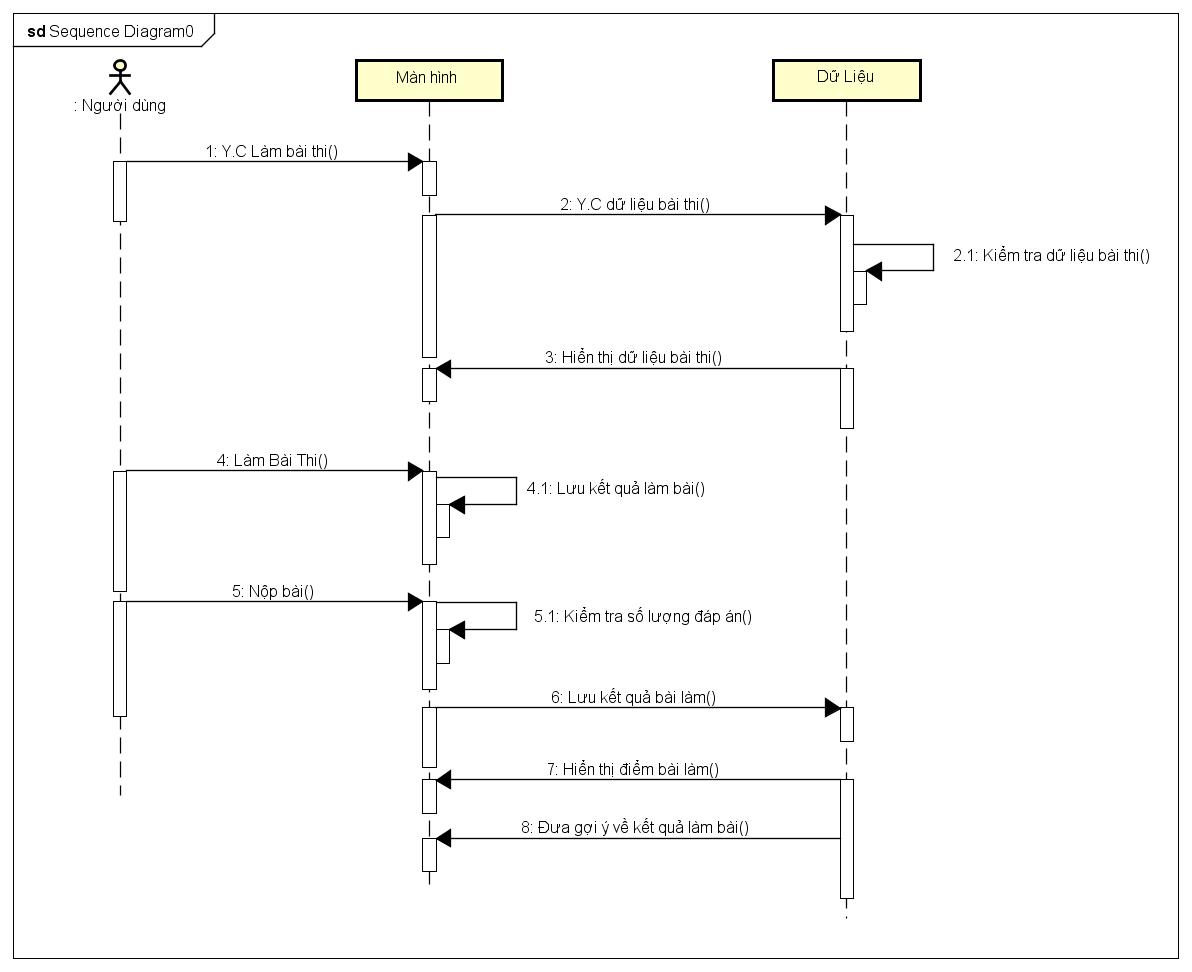 sd Sequence Diagram0
: Người dùng
Màn hình
Dữ Liệu
1: Y.C Làm bài thi()
2: Y.C dữ liệu bài thi()
2.1: Kiểm tra dữ liệu bài thi()
3: Hiển thị dữ liệu bài thi()
4: Làm Bài Thi()
4.1: Lưu kết quả làm bài()
5: Nộp bài()
5.1: Kiểm tra số lượng đáp án()
6: Lưu kết quả bài làm()
7: Hiển thị điểm bài làm()
8: Đưa gợi ý về kết quả làm bài()